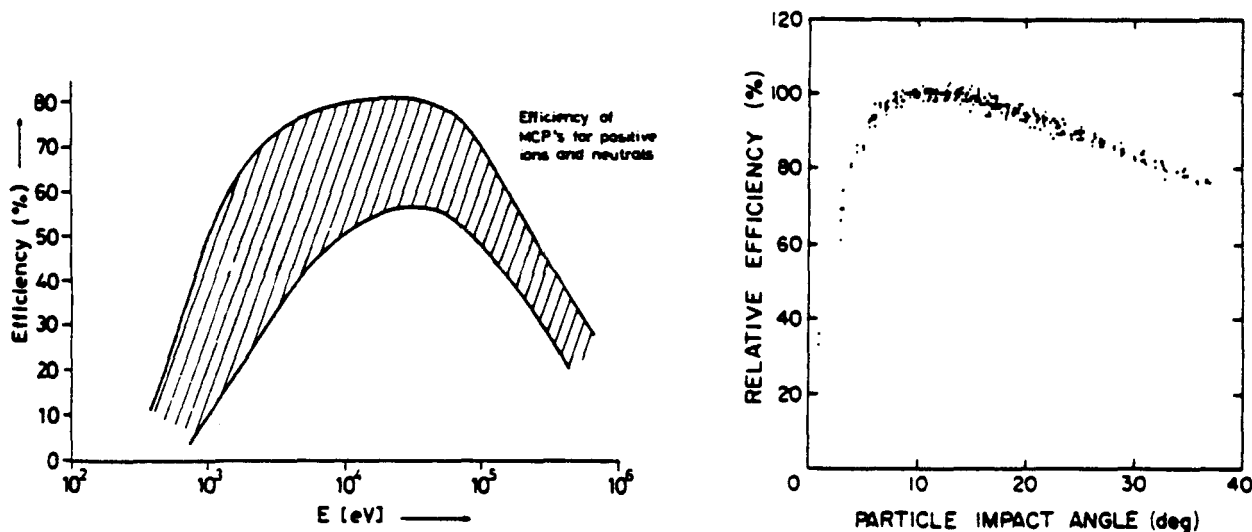 80
70
60
50
40
30
20
10
0
Efficiency (%)
Efficiency of
MCP's for positive
ions and neutrals
10² 10³ 10⁴ 10⁵ 10⁶
E [eV]
120
100
80
60
40
20
0 10 20 30 40
RELATIVE EFFICIENCY (%)
PARTICLE IMPACT ANGLE (deg)